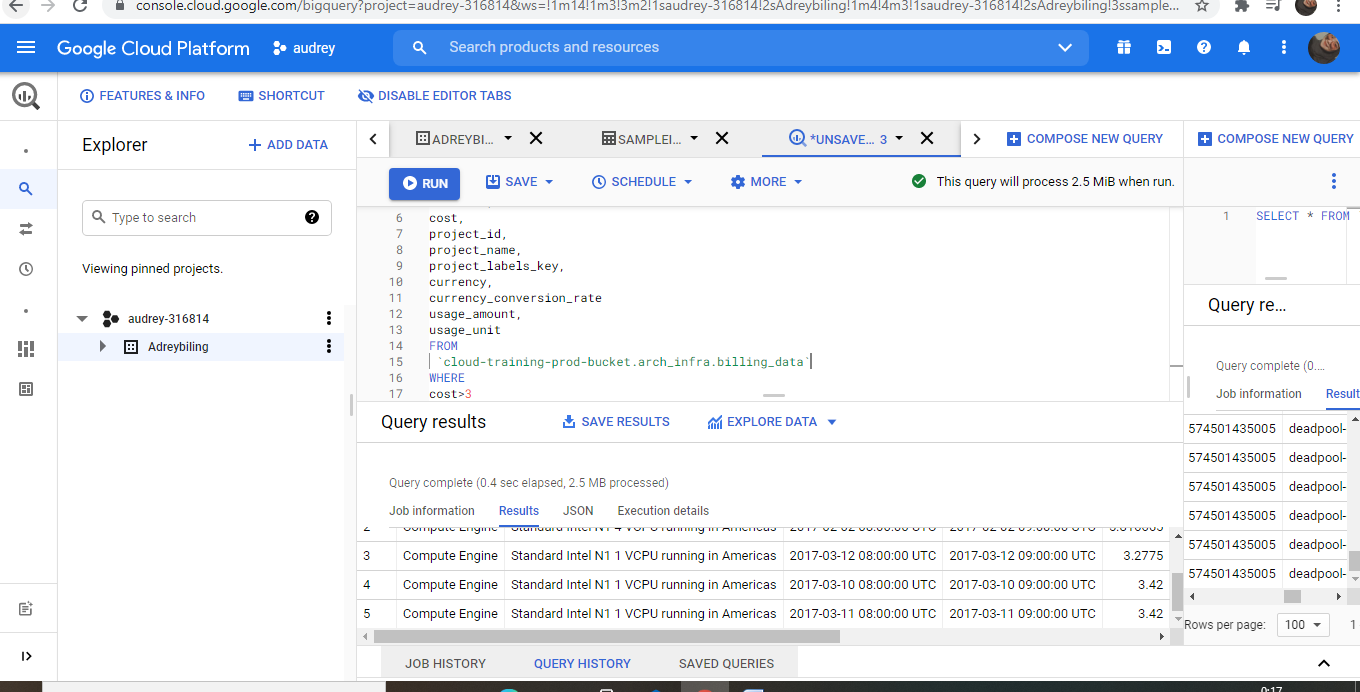 console.cloud.google.com/bigquery?project=audrey-316814&ws=!1m14!1m3!3m2!1saudrey-316814!2sAdreybiling!1m4!4m3!1saudrey-316814!2sAdreybiling!3ssample...
Google Cloud Platform audrey Search products and resources
FEATURES & INFO SHORTCUT DISABLE EDITOR TABS
Explorer + ADD DATA
Type to search
Viewing pinned projects.
audrey-316814
Adreybiling
ADREYBI... SAMPLEI... *UNSAVE... 3 COMPOSE NEW QUERY
RUN SAVE SCHEDULE MORE This query will process 2.5 MiB when run.
6 cost,
7 project_id,
8 project_name,
9 project_labels_key,
10 currency,
11 currency_conversion_rate
12 usage_amount,
13 usage_unit
14 FROM
15 `cloud-training-prod-bucket.arch_infra.billing_data`
16 WHERE
17 cost>3
Query results SAVE RESULTS EXPLORE DATA
Query complete (0.4 sec elapsed, 2.5 MB processed)
Job information Results JSON Execution details
3 Compute Engine Standard Intel N1 1 VCPU running in Americas 2017-03-12 08:00:00 UTC 2017-03-12 09:00:00 UTC 3.2775
4 Compute Engine Standard Intel N1 1 VCPU running in Americas 2017-03-10 08:00:00 UTC 2017-03-10 09:00:00 UTC 3.42
5 Compute Engine Standard Intel N1 1 VCPU running in Americas 2017-03-11 08:00:00 UTC 2017-03-11 09:00:00 UTC 3.42
COMPOSE NEW QUERY
1 SELECT * FROM
Query re...
Query complete (0....
Job information Result
574501435005 deadpool-
574501435005 deadpool-
574501435005 deadpool-
574501435005 deadpool-
574501435005 deadpool-
574501435005 deadpool-
Rows per page: 100 1
JOB HISTORY QUERY HISTORY SAVED QUERIES